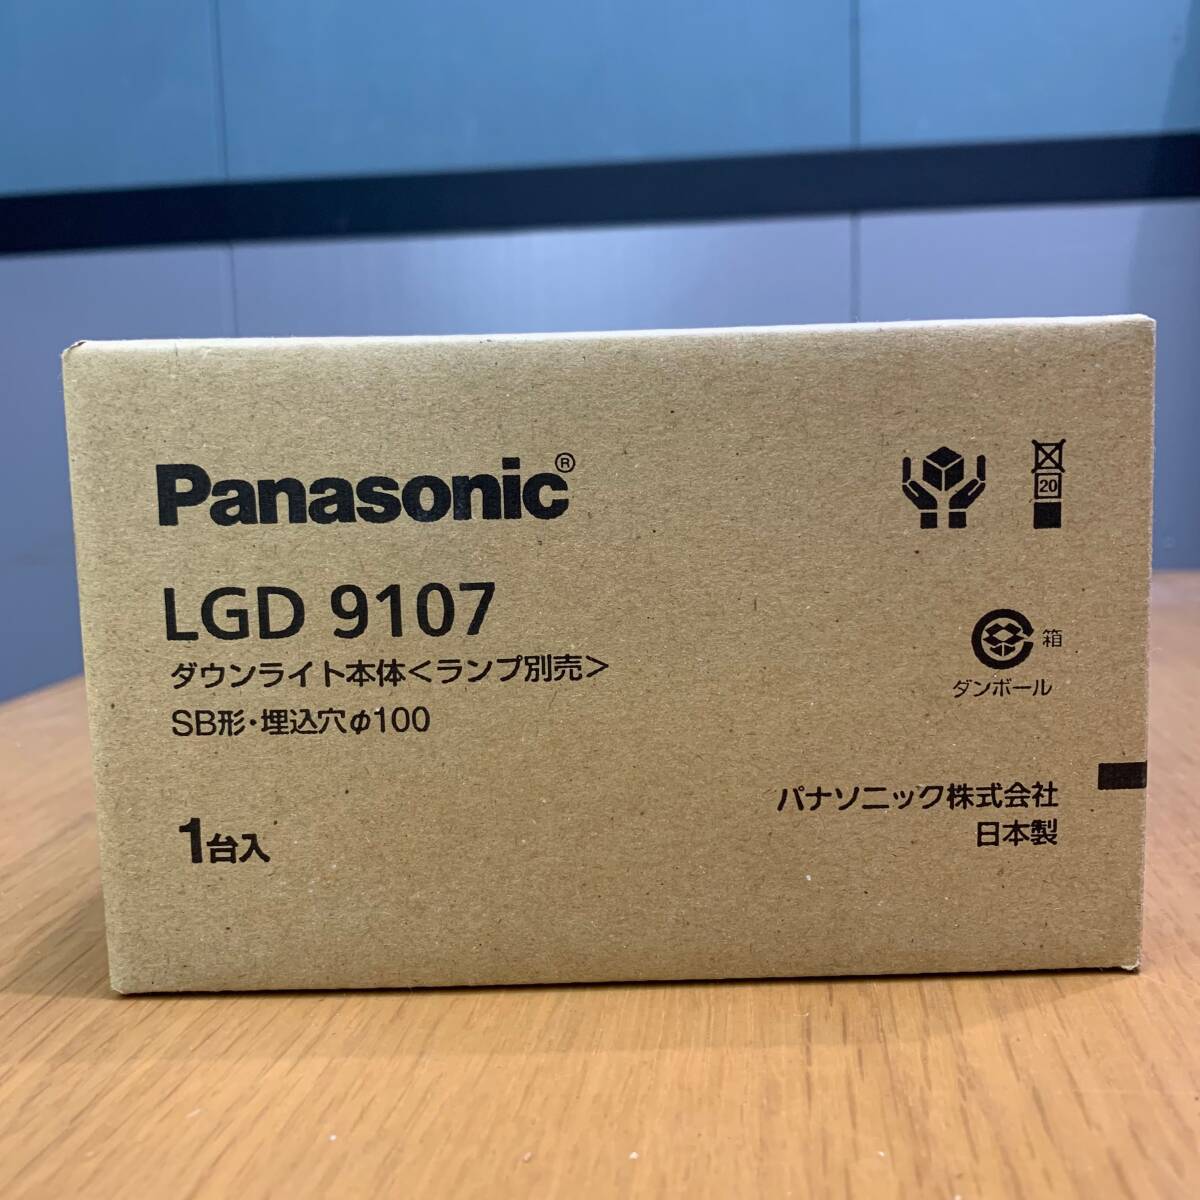 Panasonic®
LGD 9107
ダウンライト本体<ランプ別売>
SB形・埋込穴φ100
1台入
20
箱
ダンボール
パナソニック株式会社
日本製